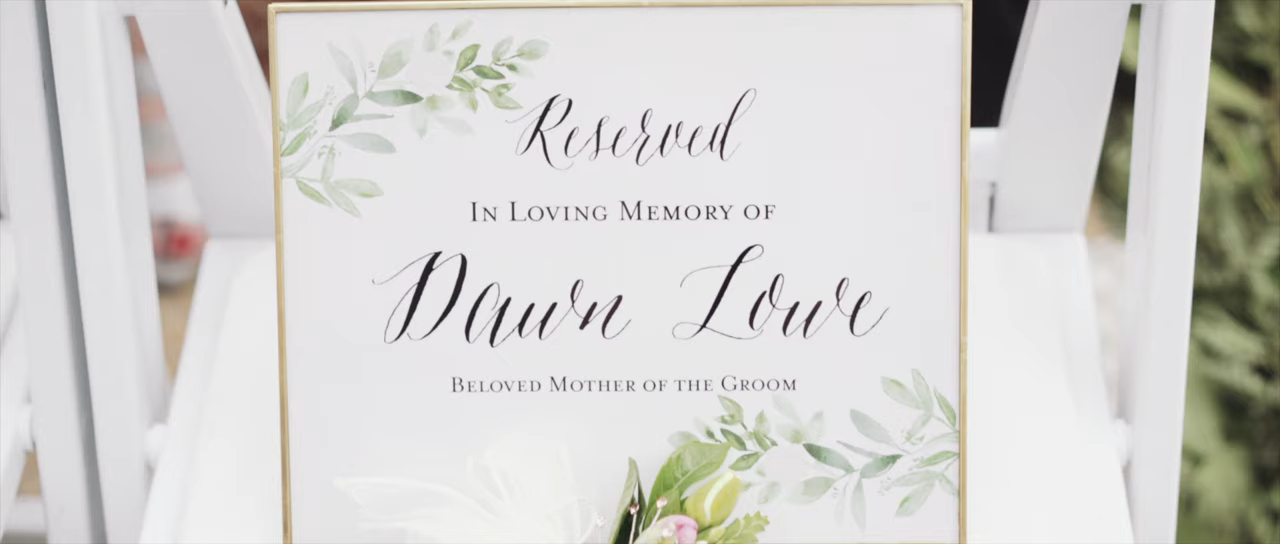 Reserved
In Loving Memory of
Dawn Lowe
Beloved Mother of the Groom